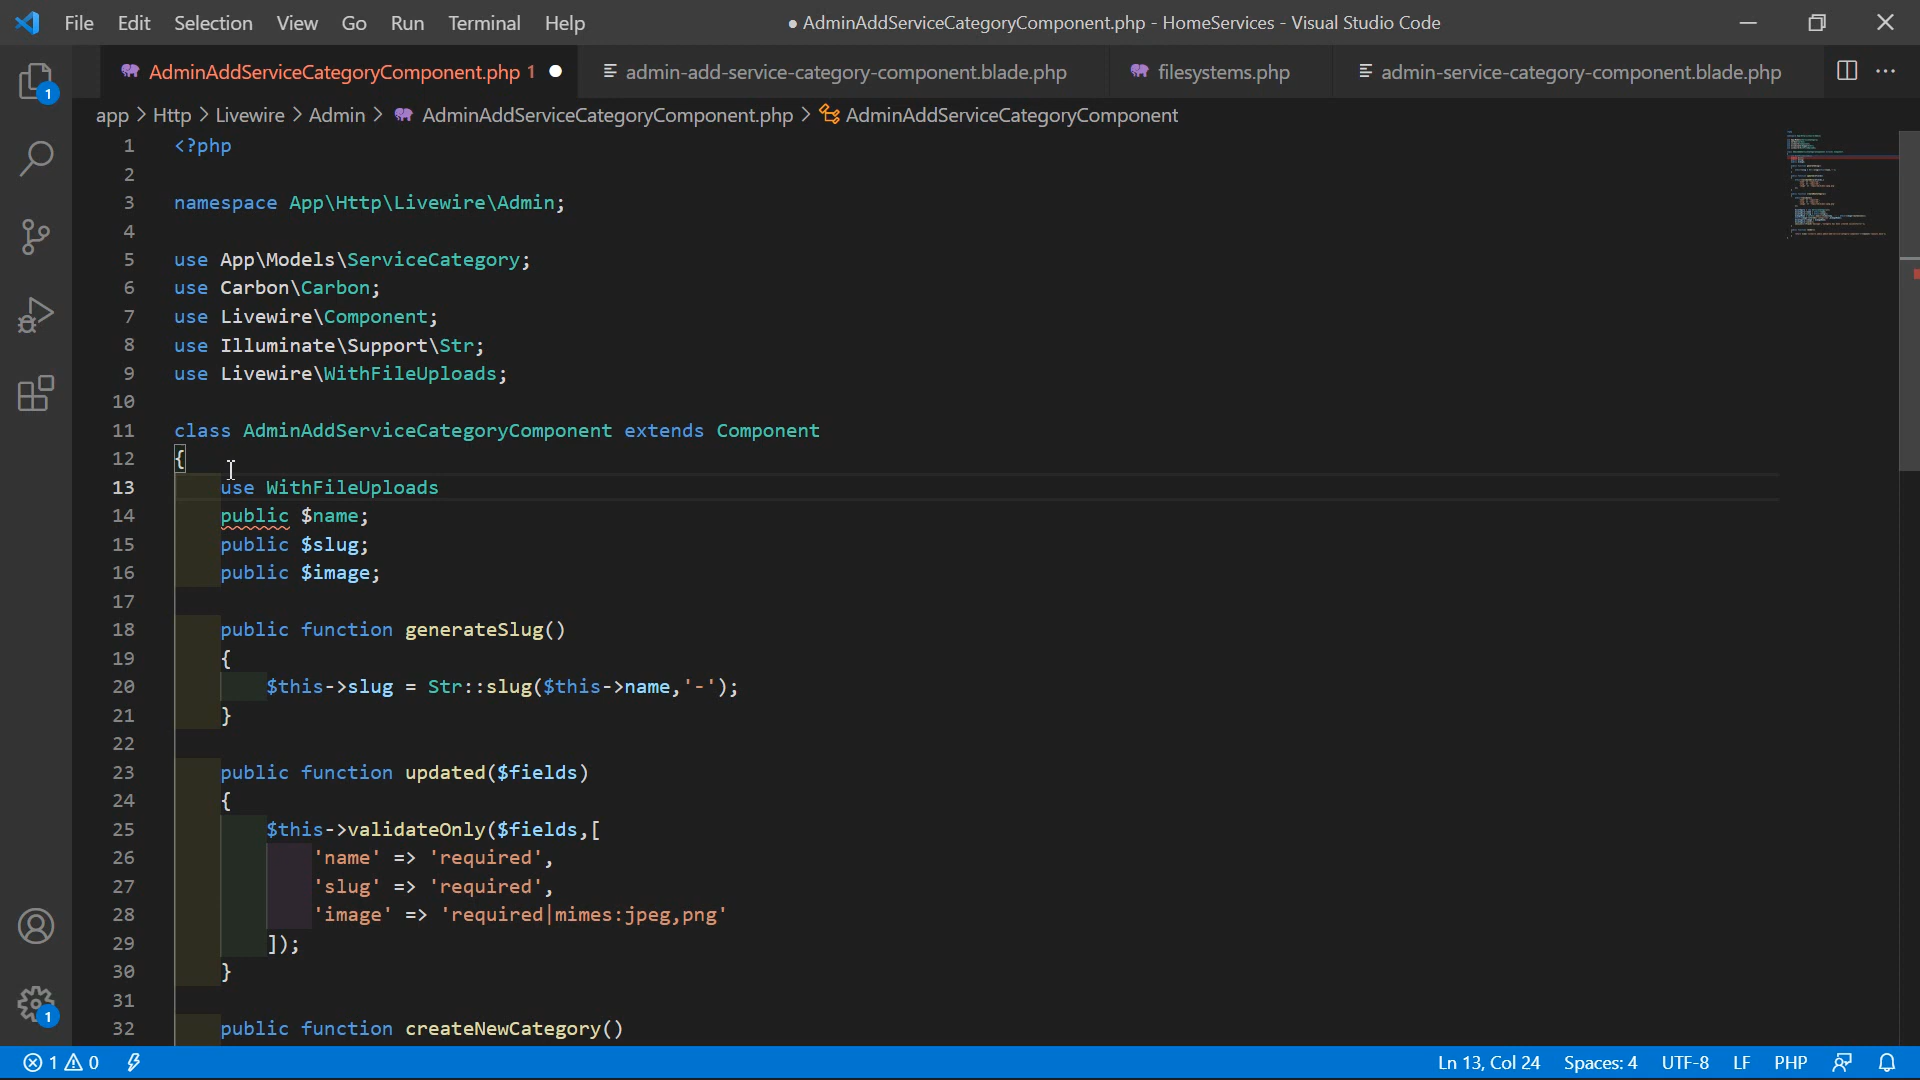 File Edit Selection View Go Run Terminal Help ● AdminAddServiceCategoryComponent.php - HomeServices - Visual Studio Code
AdminAddServiceCategoryComponent.php 1 admin-add-service-category-component.blade.php filesystems.php admin-service-category-component.blade.php
app > Http > Livewire > Admin > AdminAddServiceCategoryComponent.php > AdminAddServiceCategoryComponent
1 <?php
2
3 namespace App\Http\Livewire\Admin;
4
5 use App\Models\ServiceCategory;
6 use Carbon\Carbon;
7 use Livewire\Component;
8 use Illuminate\Support\Str;
9 use Livewire\WithFileUploads;
10
11 class AdminAddServiceCategoryComponent extends Component
12 {
13 use WithFileUploads
14 public $name;
15 public $slug;
16 public $image;
17
18 public function generateSlug()
19 {
20 $this->slug = Str::slug($this->name,'-');
21 }
22
23 public function updated($fields)
24 {
25 $this->validateOnly($fields,[
26 'name' => 'required',
27 'slug' => 'required',
28 'image' => 'required|mimes:jpeg,png'
29 ]);
30 }
31
32 public function createNewCategory()
1
1
1 0 Ln 13, Col 24 Spaces: 4 UTF-8 LF PHP